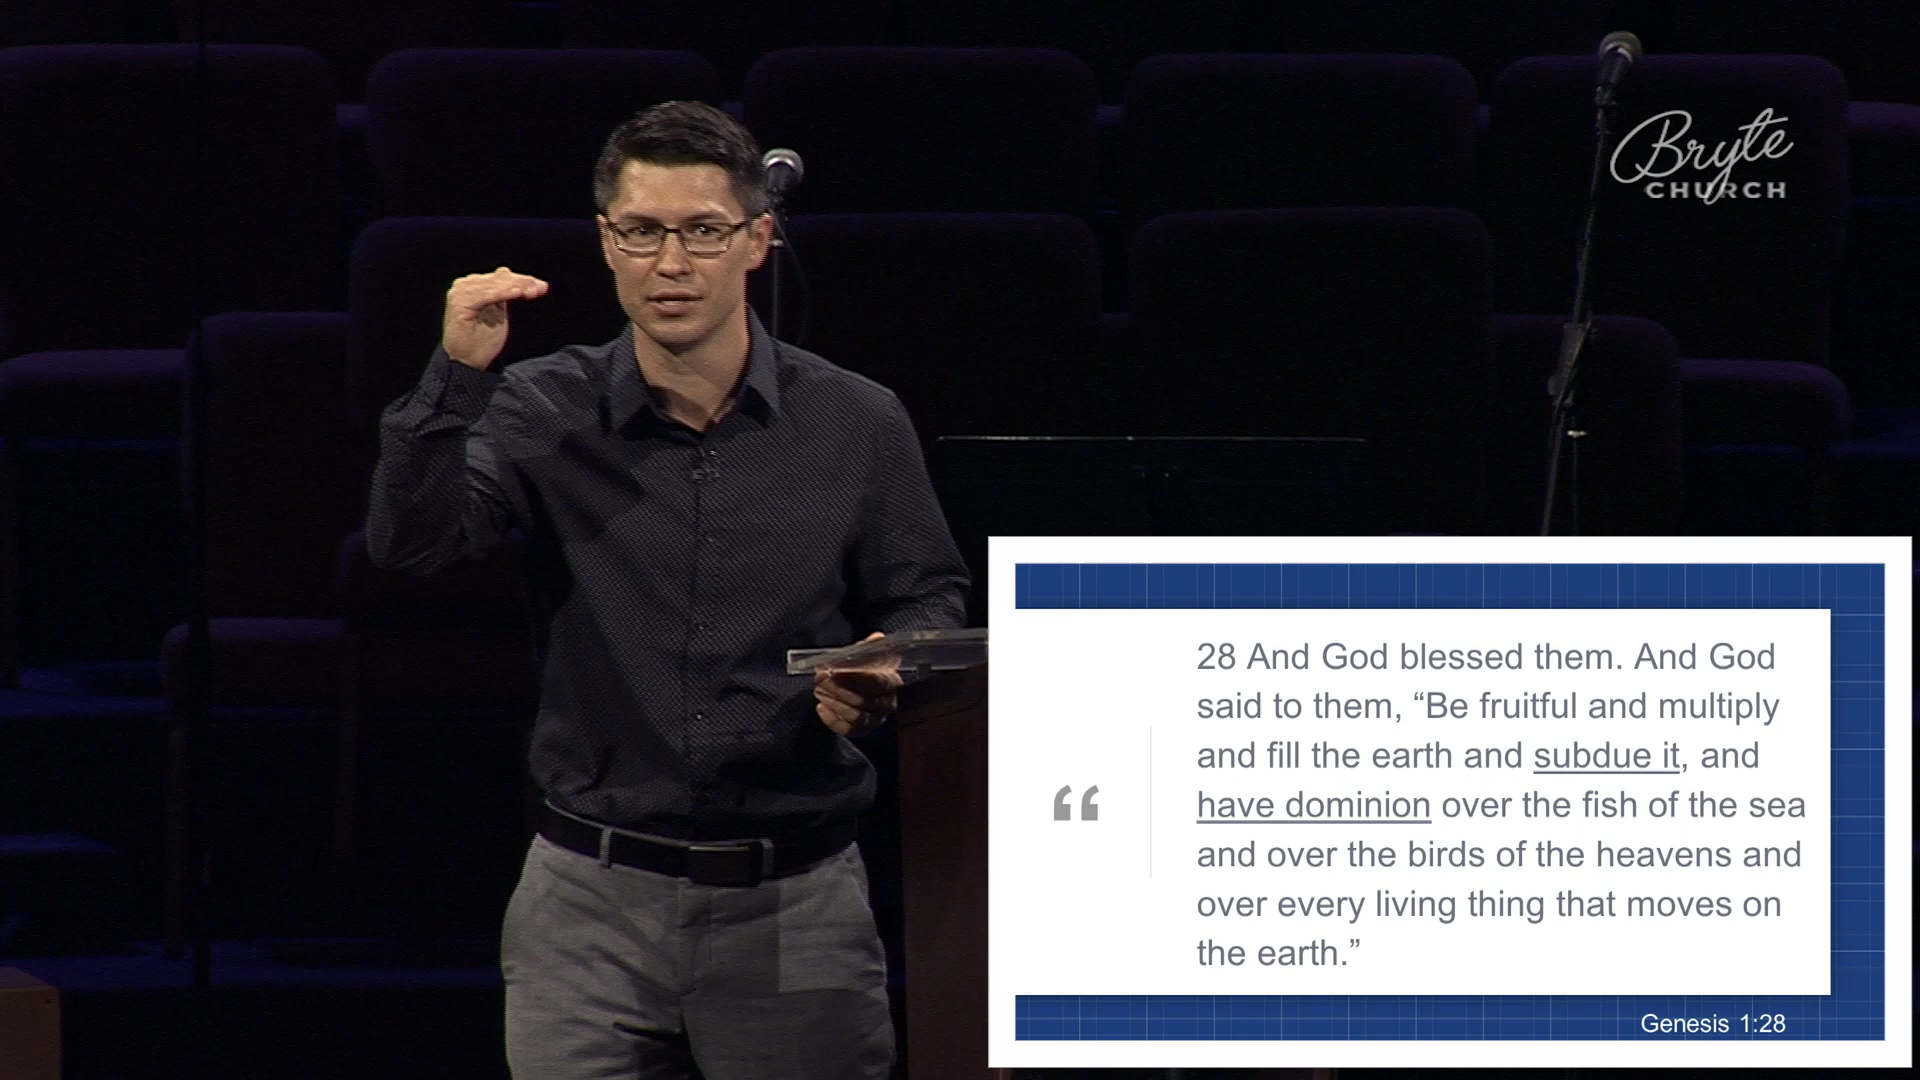 Bryte
CHURCH
28 And God blessed them. And God
said to them, “Be fruitful and multiply
and fill the earth and subdue it, and
have dominion over the fish of the sea
and over the birds of the heavens and
over every living thing that moves on
the earth.”
Genesis 1:28